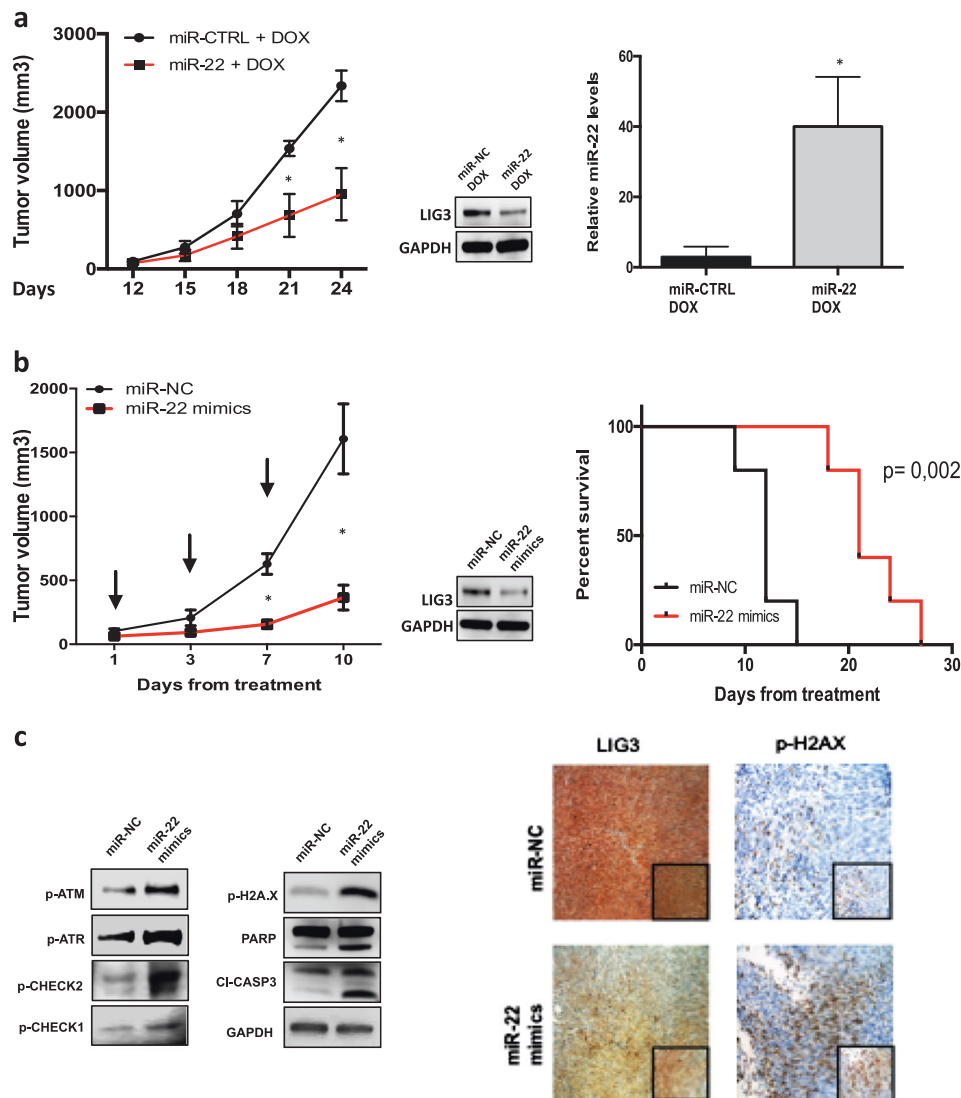 a
Tumor volume (mm3)
3000
2000
1000
0
miR-CTRL + DOX
miR-22 + DOX
*
*
Days
12 15 18 21 24
miR-NC
DOX
miR-22
DOX
LIG3
GAPDH
Relative miR-22 levels
60
40
20
0
*
miR-CTRL
DOX
miR-22
DOX
b
Tumor volume (mm3)
2000
1500
1000
500
0
miR-NC
miR-22 mimics
*
*
1 3 7 10
Days from treatment
miR-NC
miR-22
mimics
LIG3
GAPDH
Percent survival
100
50
0
p= 0,002
miR-NC
miR-22 mimics
0 10 20 30
Days from treatment
c
miR-NC
miR-22
mimics
p-ATM
p-ATR
p-CHECK2
p-CHECK1
miR-NC
miR-22
mimics
p-H2A.X
PARP
CI-CASP3
GAPDH
LIG3
p-H2AX
miR-NC
miR-22
mimics